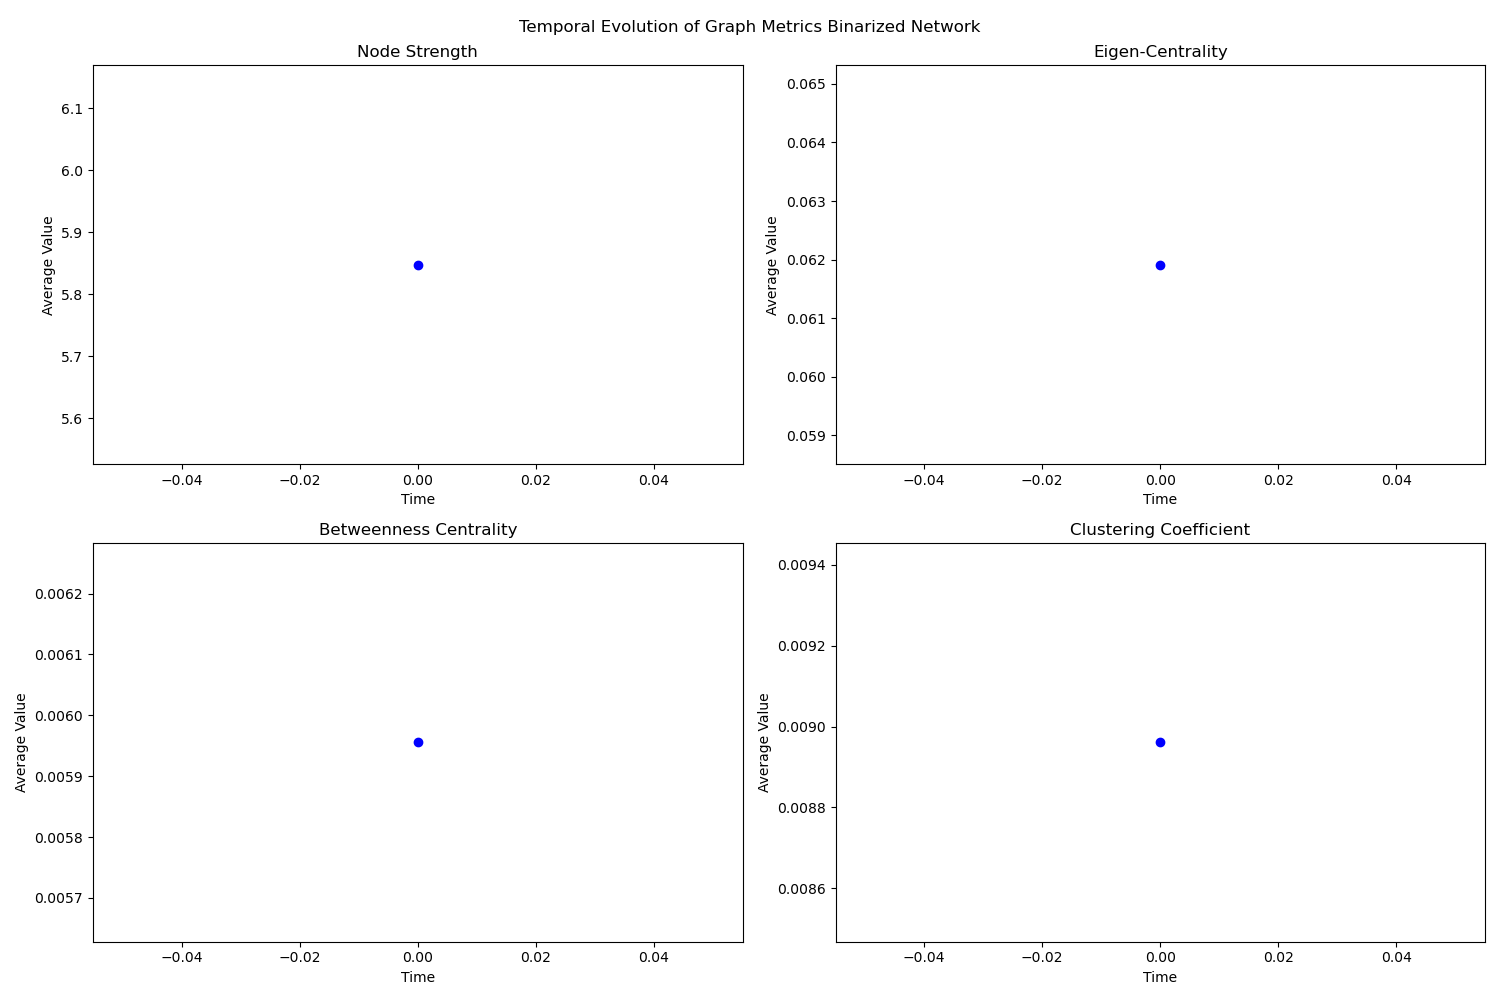 Temporal Evolution of Graph Metrics Binarized Network
Node Strength
6.1
6.0
5.9
5.8
5.7
5.6
Average Value
−0.04 −0.02 0.00 0.02 0.04
Time
Eigen-Centrality
0.065
0.064
0.063
0.062
0.061
0.060
0.059
Average Value
−0.04 −0.02 0.00 0.02 0.04
Time
Betweenness Centrality
0.0062
0.0061
0.0060
0.0059
0.0058
0.0057
Average Value
−0.04 −0.02 0.00 0.02 0.04
Time
Clustering Coefficient
0.0094
0.0092
0.0090
0.0088
0.0086
Average Value
−0.04 −0.02 0.00 0.02 0.04
Time